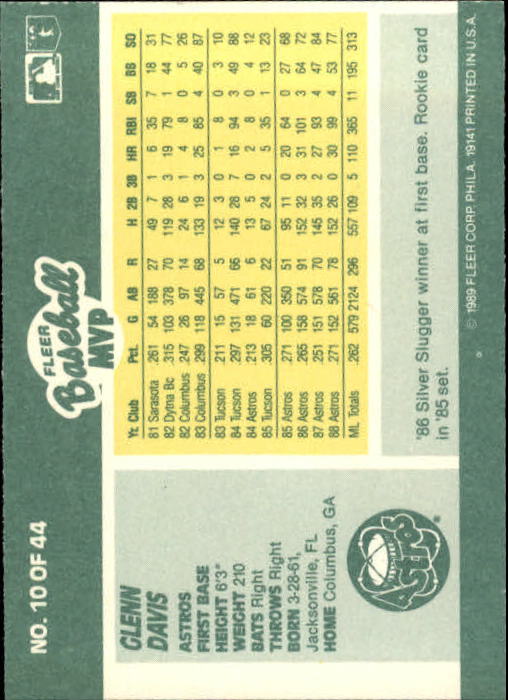 NO. 10 OF 44
FLEER
Baseball
MVP
GLENN
DAVIS
ASTROS
FIRST BASE
HEIGHT 6'3"
WEIGHT 210
BATS Right
THROWS Right
BORN 3-28-61,
Jacksonville, FL
HOME Columbus, GA
ASTROS
Yr. Club Pct. G AB R H 2B 3B HR RBI SB BB SO
81 Sarasota .261 54 188 27 49 7 1 6 35 7 18 31
82 Dytna Bc .315 103 378 70 119 28 3 19 79 1 44 77
82 Columbus .247 26 97 14 24 6 1 4 8 0 5 26
83 Columbus .299 118 445 68 133 19 3 25 85 4 40 87
83 Tucson .211 15 57 5 12 3 0 1 8 0 3 10
84 Tucson .297 131 471 66 140 28 7 16 94 3 49 88
84 Astros .213 18 61 6 13 5 0 2 8 0 4 12
85 Tucson .305 60 220 22 67 24 2 5 35 1 13 23
85 Astros .271 100 350 51 95 11 0 20 64 0 27 68
86 Astros .265 158 574 91 152 32 3 31 101 3 64 72
87 Astros .251 151 578 70 145 35 2 27 93 4 47 84
88 Astros .271 152 561 78 152 26 0 30 99 4 53 77
ML Totals .262 579 2124 296 557 109 5 110 365 11 195 313
'86 Silver Slugger winner at first base. Rookie card
in '85 set.
© 1989 FLEER CORP. PHILA. 19141 PRINTED IN U.S.A.